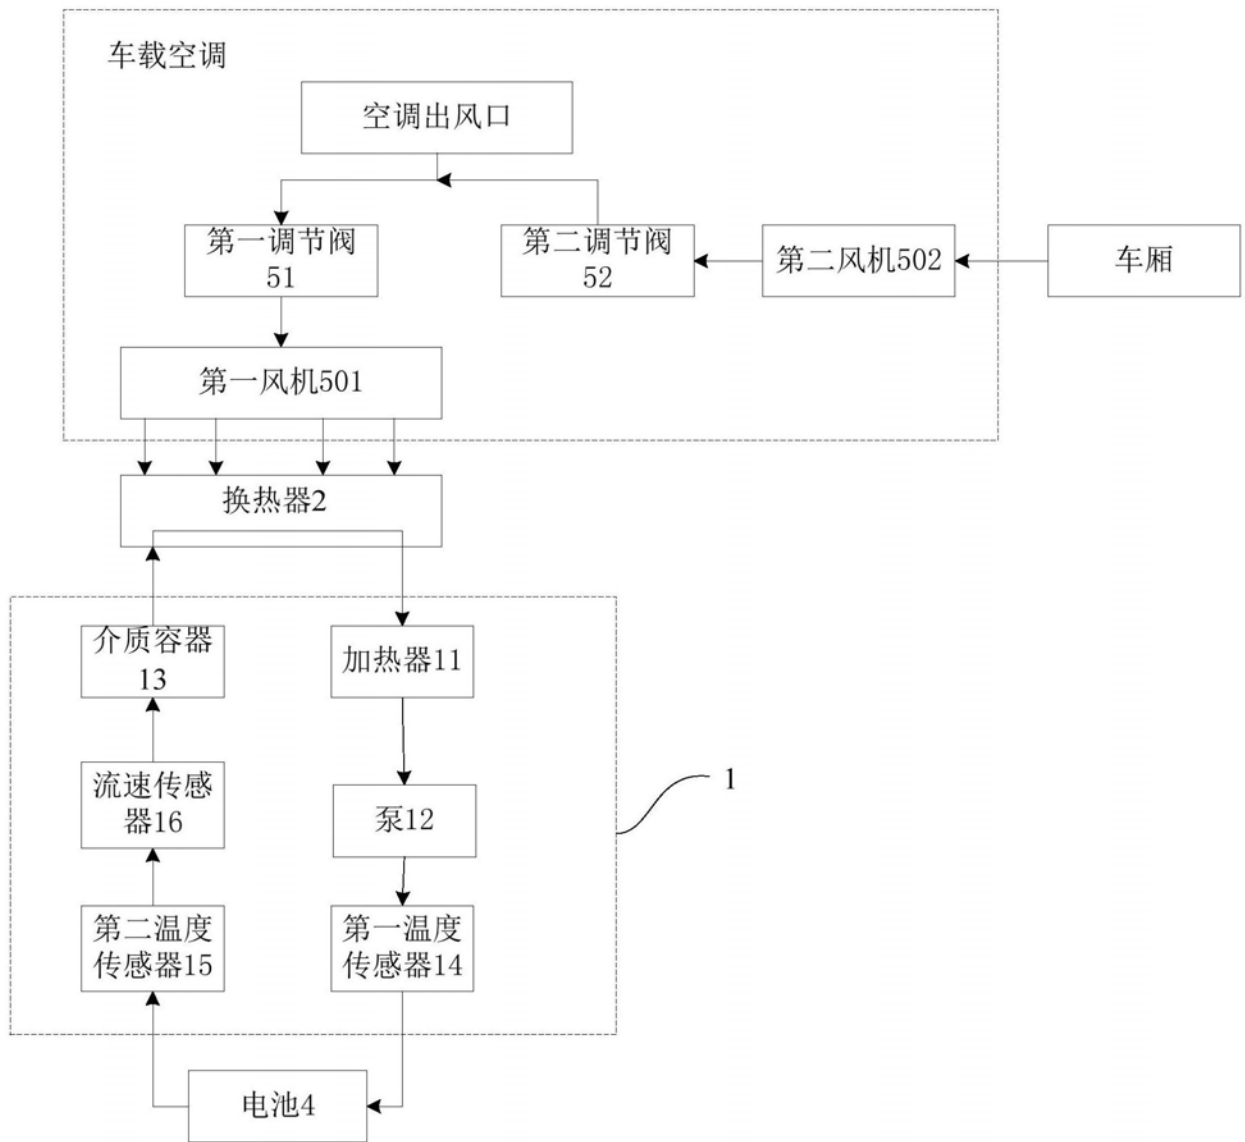 车载空调
空调出风口
第一调节阀
51
第二调节阀
52
第二风机502
车厢
第一风机501
换热器2
介质容器
13
加热器11
流速传感
器16
泵12
1
第二温度
传感器15
第一温度
传感器14
电池4